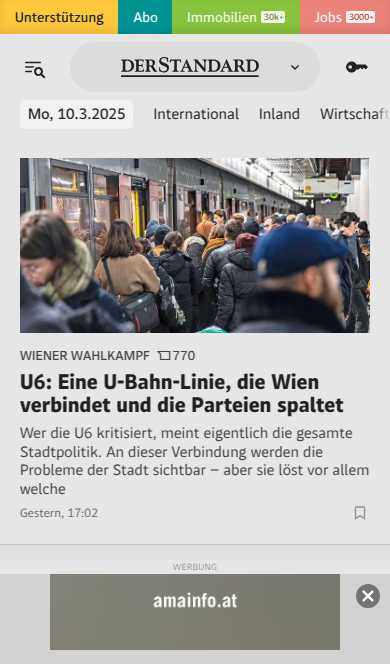 Unterstützung Abo Immobilien 30k+ Jobs 3000+
DERSTANDARD
Mo, 10.3.2025 International Inland Wirtschaft
WIENER WAHLKAMPF 770
U6: Eine U-Bahn-Linie, die Wien
verbindet und die Parteien spaltet
Wer die U6 kritisiert, meint eigentlich die gesamte
Stadtpolitik. An dieser Verbindung werden die
Probleme der Stadt sichtbar – aber sie löst vor allem
welche
Gestern, 17:02
WERBUNG
amainfo.at